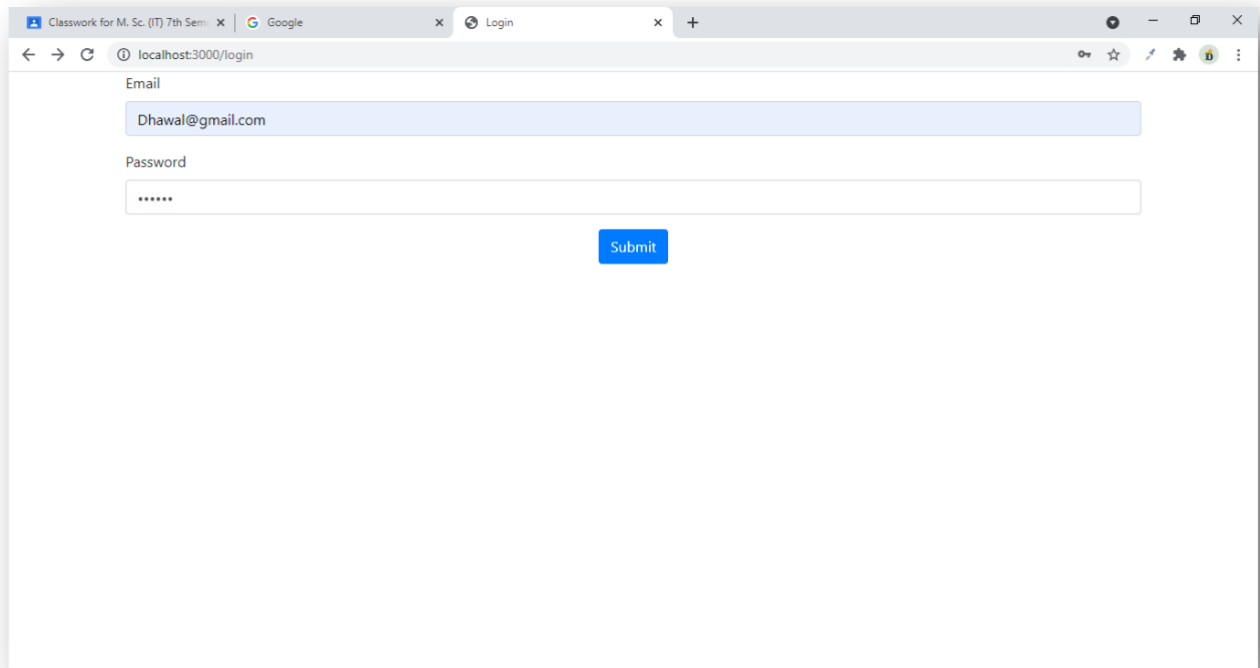 Classwork for M. Sc. (IT) 7th Sem
Google
Login
localhost:3000/login
Email
Dhawal@gmail.com
Password
••••••
Submit